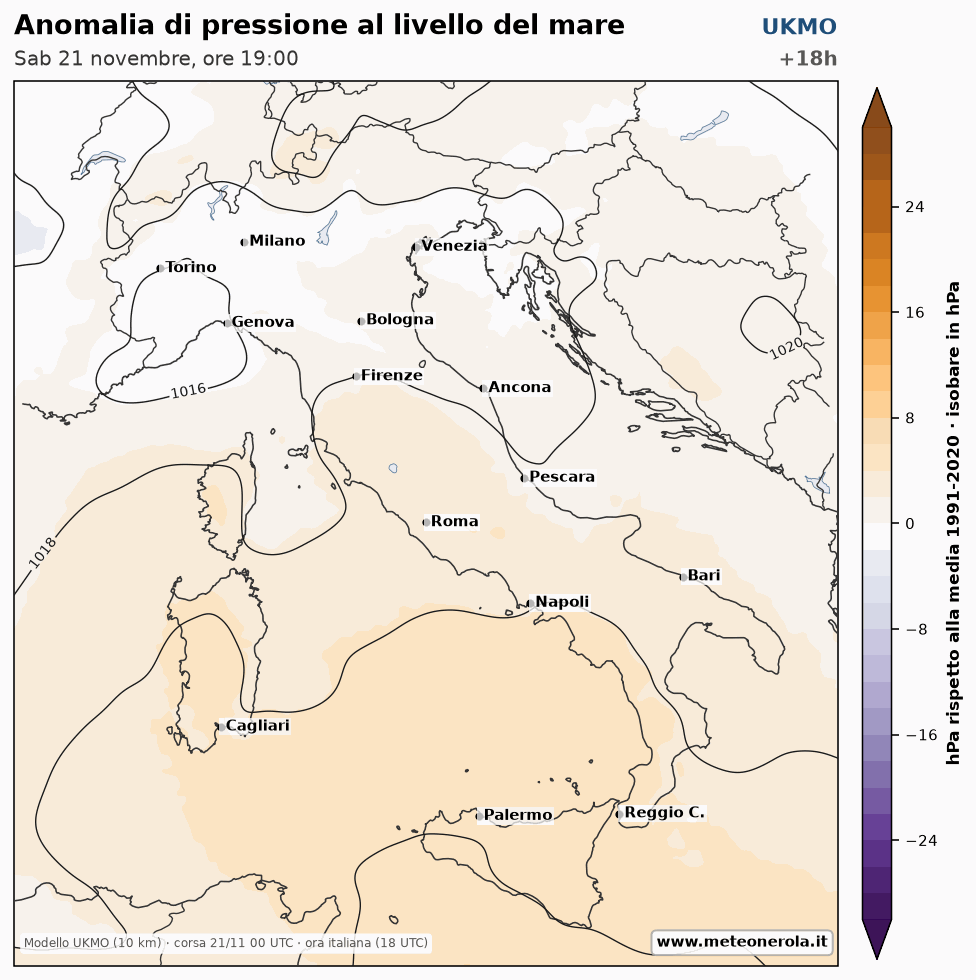 Anomalia di pressione al livello del mare
UKMO
Sab 21 novembre, ore 19:00
+18h
Milano
Venezia
Torino
Genova
Bologna
1020
Firenze
1016
Ancona
Pescara
Roma
1018
Bari
Napoli
Cagliari
Palermo
Reggio C.
Modello UKMO (10 km) · corsa 21/11 00 UTC · ora italiana (18 UTC)
www.meteonerola.it
24
16
8
0
−8
−16
−24
hPa rispetto alla media 1991-2020 · isobare in hPa